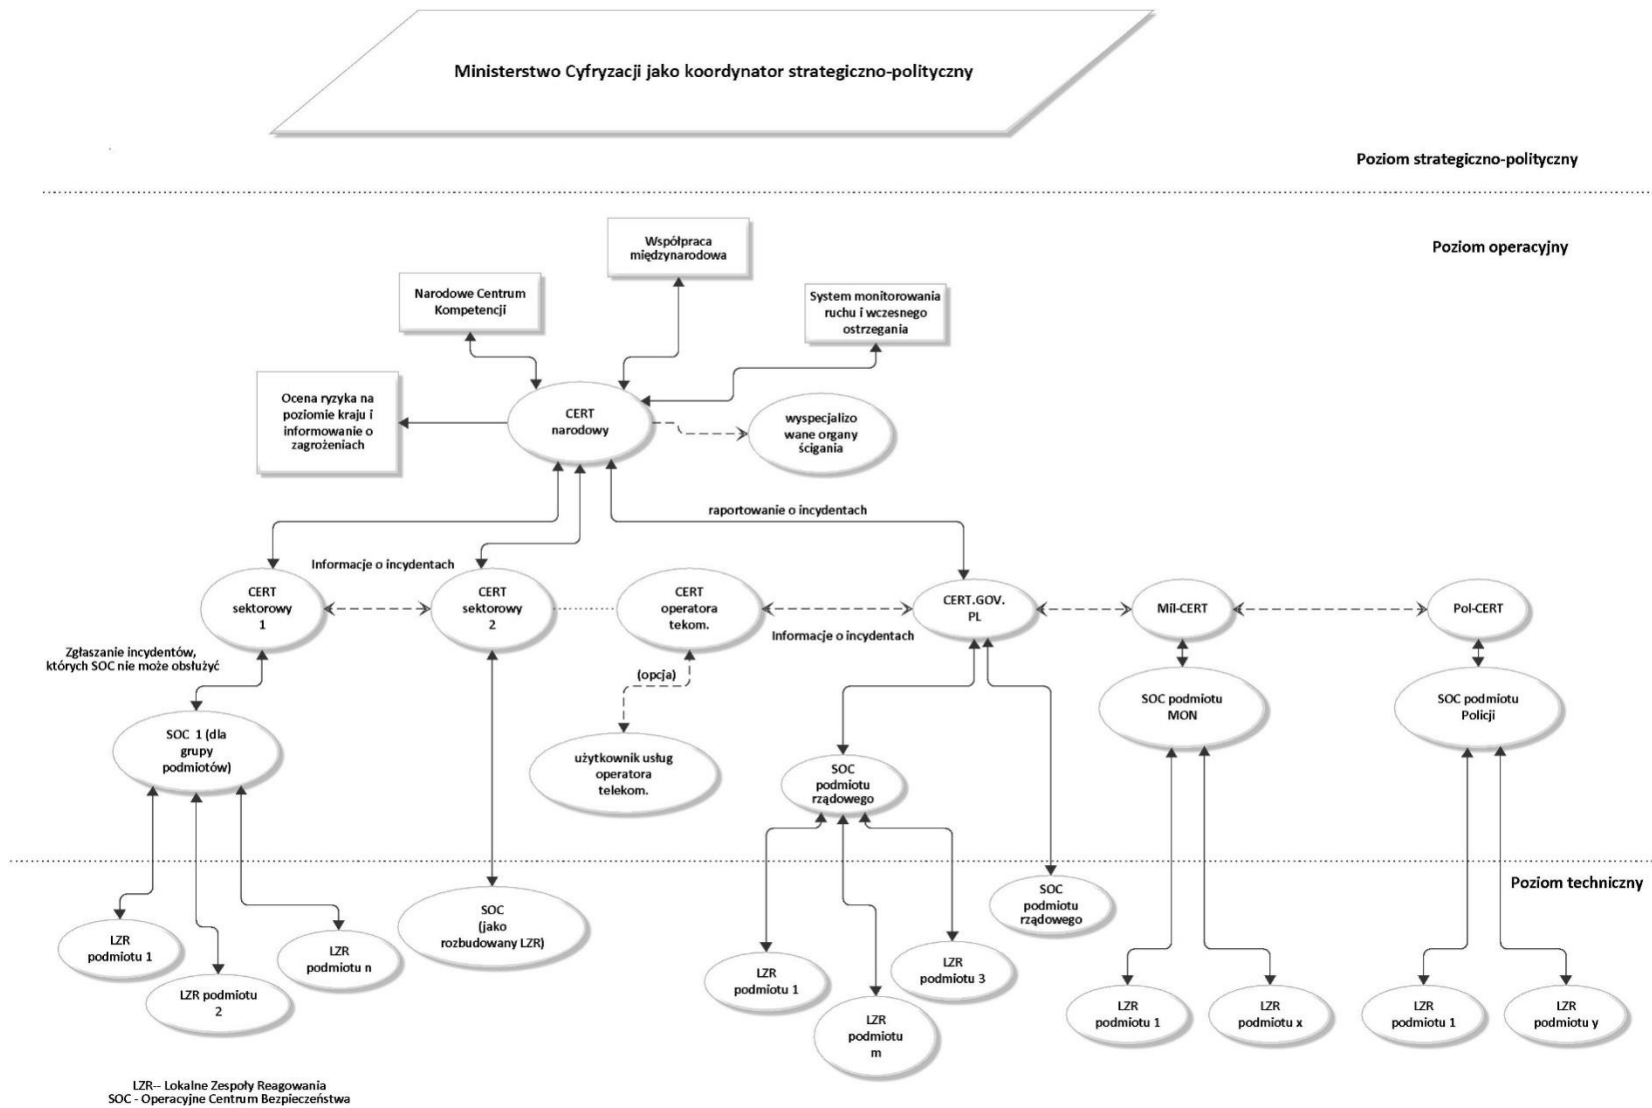 Ministerstwo Cyfryzacji jako koordynator strategiczno-polityczny
Poziom strategiczno-polityczny
Poziom operacyjny
Współpraca
międzynarodowa
Narodowe Centrum
Kompetencji
System monitorowania
ruchu i wczesnego
ostrzegania
Ocena ryzyka na
poziomie kraju i
informowanie o
zagrożeniach
CERT
narodowy
wyspecjalizo
wane organy
ścigania
raportowanie o incydentach
Informacje o incydentach
CERT
sektorowy
1
CERT
sektorowy
2
CERT
operatora
tekom.
CERT.GOV.
PL
Mil-CERT
Pol-CERT
Informacje o incydentach
Zgłaszanie incydentów,
których SOC nie może obsłużyć
(opcja)
SOC 1 (dla
grupy
podmiotów)
użytkownik usług
operatora
telekom.
SOC
podmiotu
rządowego
SOC podmiotu
MON
SOC podmiotu
Policji
Poziom techniczny
LZR
podmiotu 1
LZR podmiotu
2
LZR
podmiotu n
SOC
(jako
rozbudowany LZR)
LZR
podmiotu 1
LZR
podmiotu
m
LZR
podmiotu 3
SOC
podmiotu
rządowego
LZR
podmiotu 1
LZR
podmiotu x
LZR
podmiotu 1
LZR
podmiotu y
LZR-- Lokalne Zespoły Reagowania
SOC - Operacyjne Centrum Bezpieczeństwa